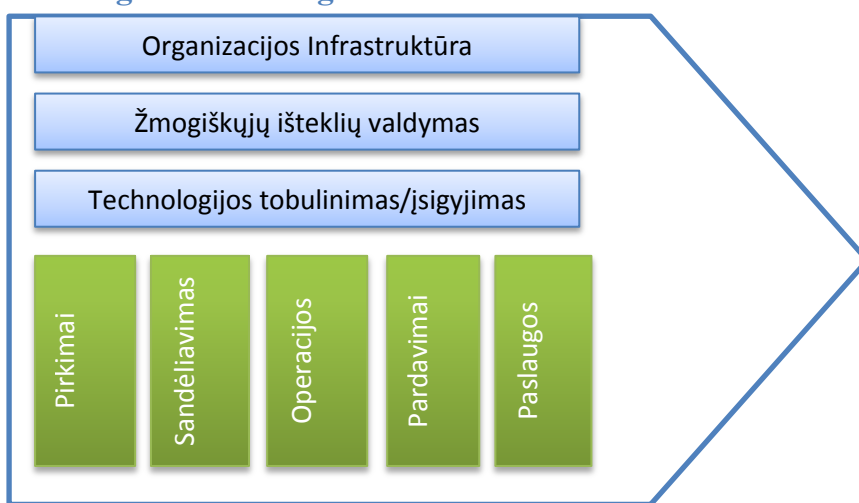 Organizacijos Infrastruktūra
Žmogiškųjų išteklių valdymas
Technologijos tobulinimas/įsigyjimas
Pirkimai
Sandėliavimas
Operacijos
Pardavimai
Paslaugos